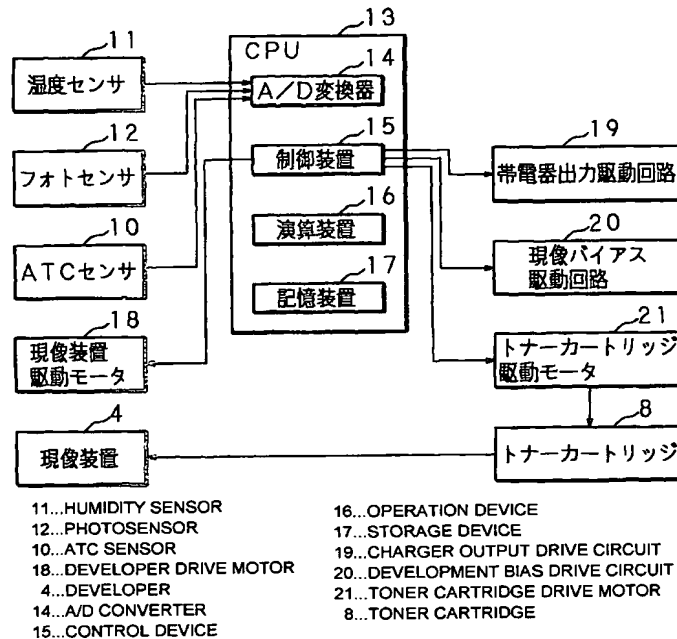 13
11
CPU
14
湿度センサ
A/D変換器
12
15
19
フォトセンサ
制御装置
帯電器出力駆動回路
16
20
10
演算装置
現像バイアス
駆動回路
ATCセンサ
17
18
記憶装置
21
現像装置
駆動モータ
トナーカートリッジ
駆動モータ
4
8
現像装置
トナーカートリッジ
11...HUMIDITY SENSOR
12...PHOTOSENSOR
10...ATC SENSOR
18...DEVELOPER DRIVE MOTOR
4...DEVELOPER
14...A/D CONVERTER
15...CONTROL DEVICE
16...OPERATION DEVICE
17...STORAGE DEVICE
19...CHARGER OUTPUT DRIVE CIRCUIT
20...DEVELOPMENT BIAS DRIVE CIRCUIT
21...TONER CARTRIDGE DRIVE MOTOR
8...TONER CARTRIDGE